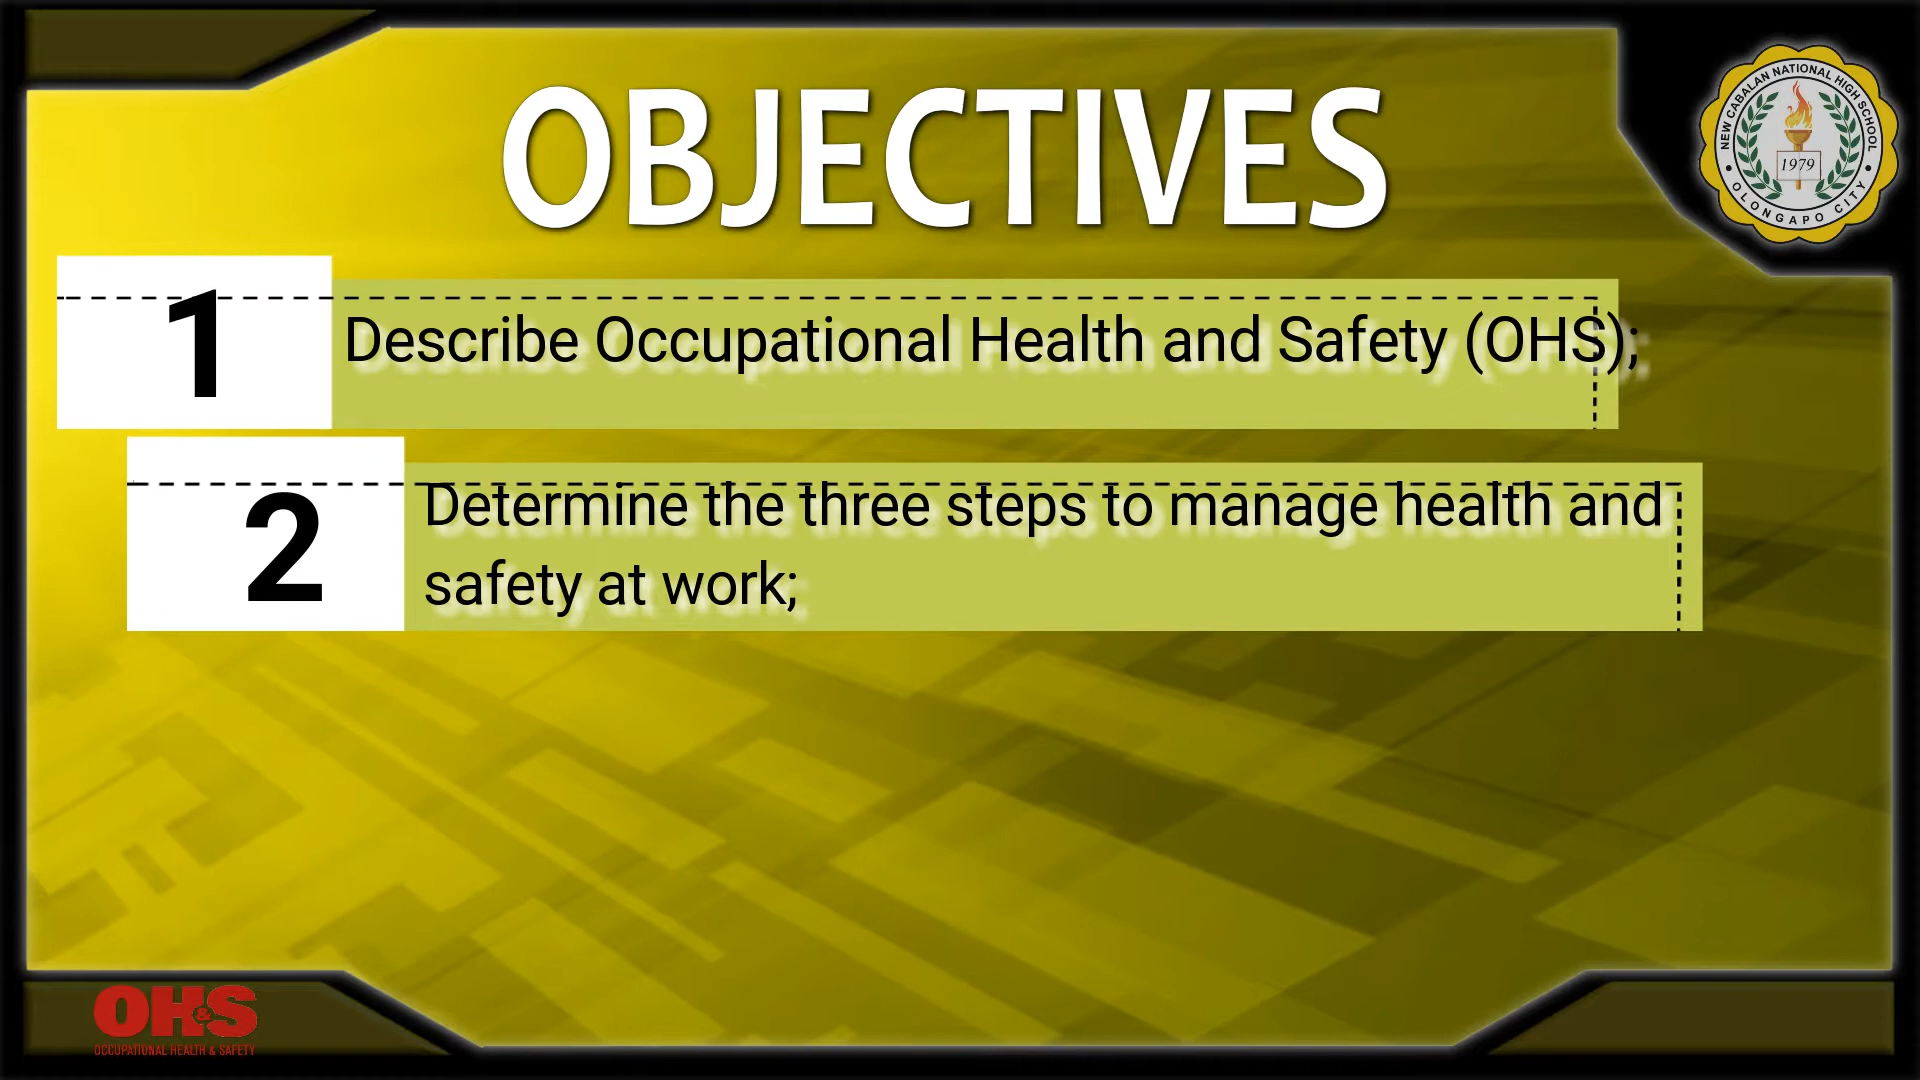 OBJECTIVES
NEW CABALAN NATIONAL HIGH SCHOOL
1979
• OLONGAPO CITY •
1
Describe Occupational Health and Safety (OHS);
2
Determine the three steps to manage health and
safety at work;
OH&S
OCCUPATIONAL HEALTH & SAFETY